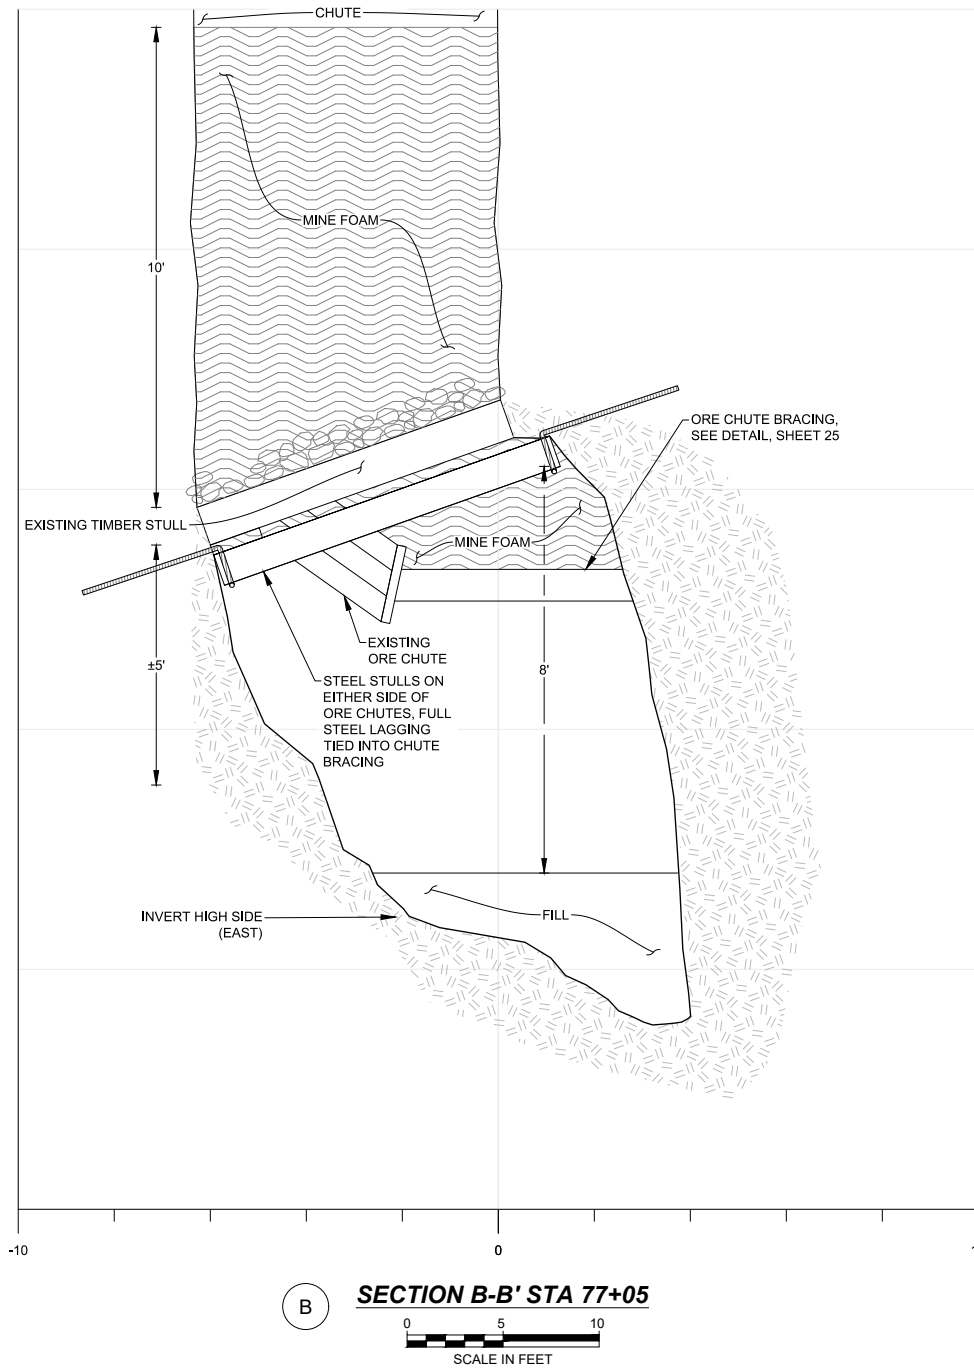 CHUTE
MINE FOAM
10'
ORE CHUTE BRACING,
SEE DETAIL, SHEET 25
EXISTING TIMBER STULL
MINE FOAM
EXISTING
ORE CHUTE
±5'
8'
STEEL STULLS ON
EITHER SIDE OF
ORE CHUTES, FULL
STEEL LAGGING
TIED INTO CHUTE
BRACING
INVERT HIGH SIDE
(EAST)
FILL
-10 0 1
B
SECTION B-B' STA 77+05
0 5 10
SCALE IN FEET